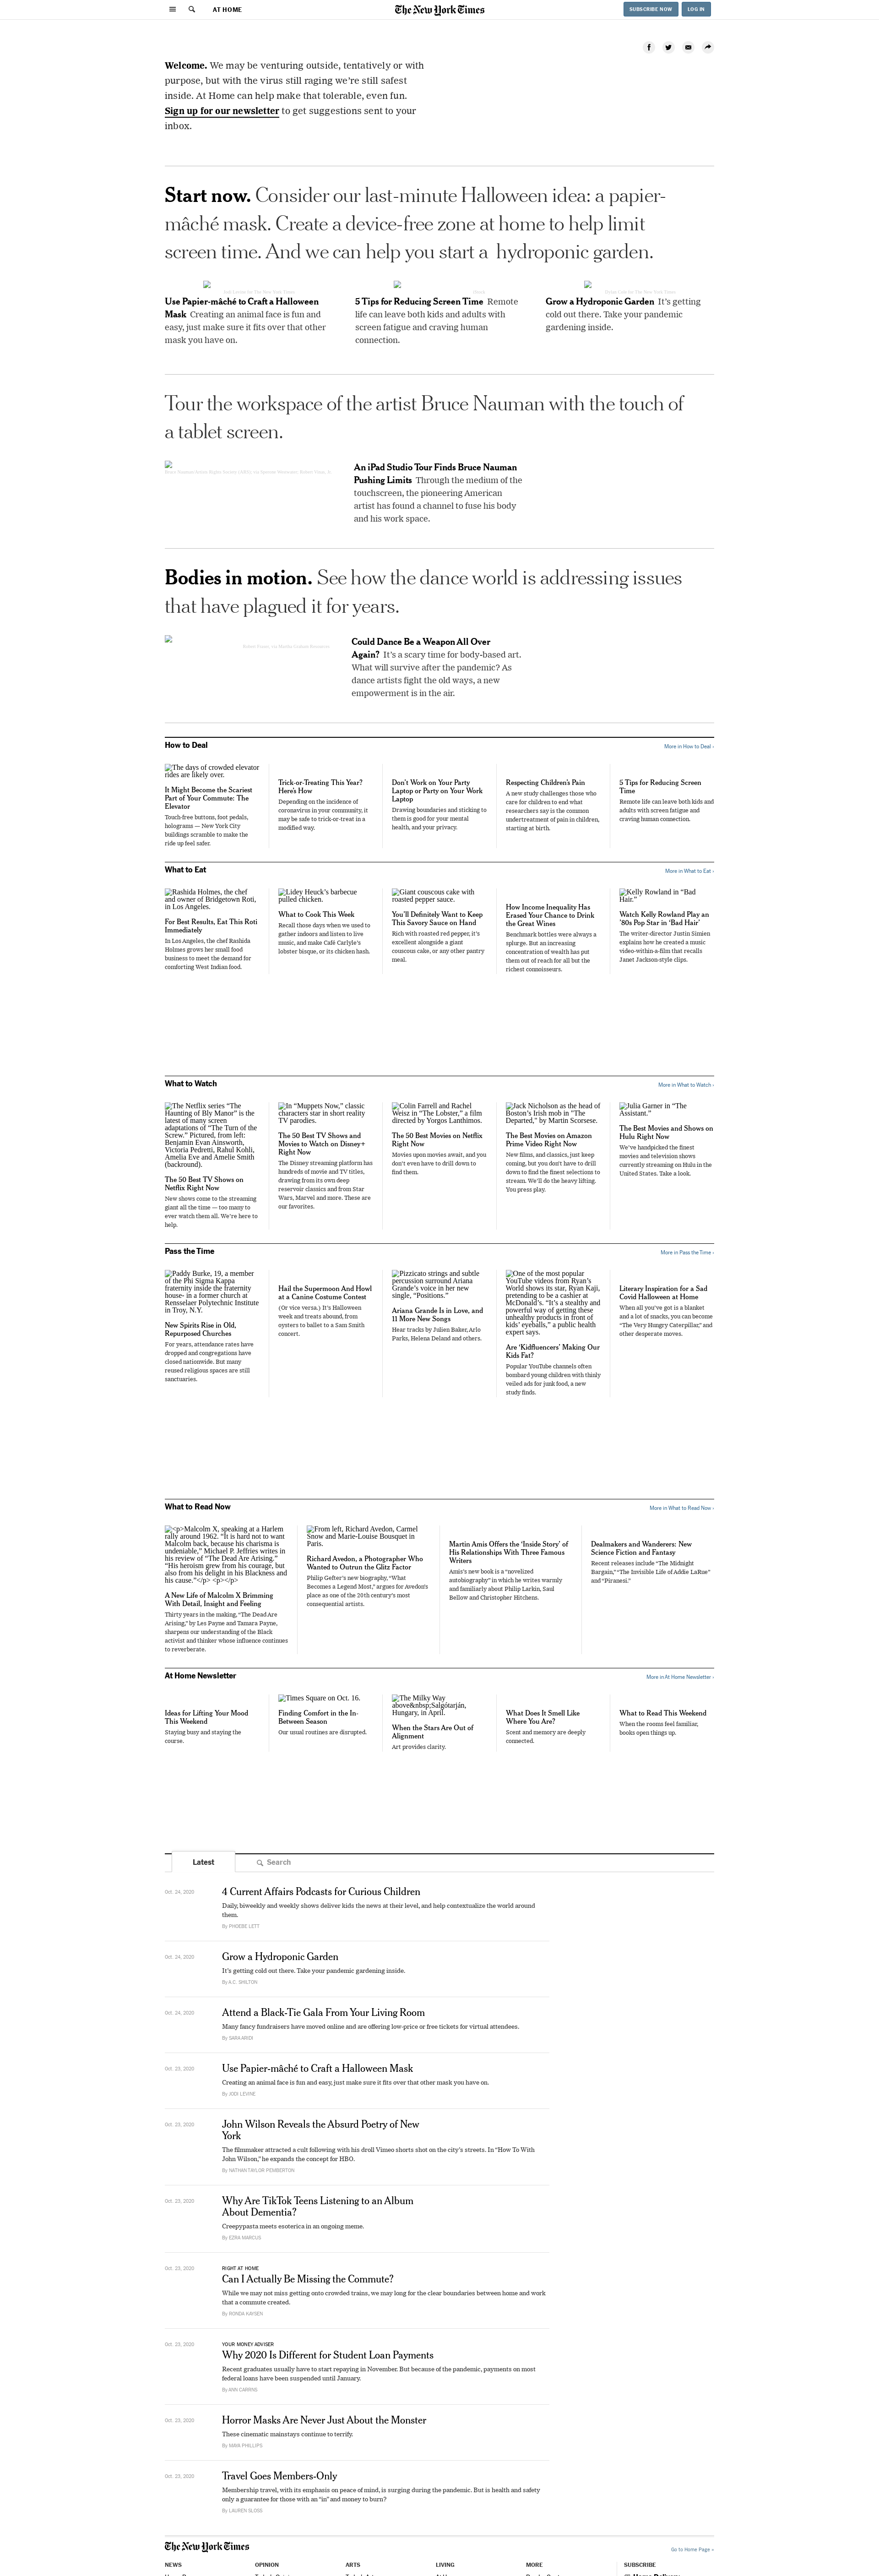 AT HOME
The New York Times
SUBSCRIBE NOW
LOG IN
Welcome. We may be venturing outside, tentatively or with
purpose, but with the virus still raging we're still safest
inside. At Home can help make that tolerable, even fun.
Sign up for our newsletter to get suggestions sent to your
inbox.
Start now. Consider our last-minute Halloween idea: a papier-
mâché mask. Create a device-free zone at home to help limit
screen time. And we can help you start a hydroponic garden.
Use Papier-mâché to Craft a Halloween
Mask Creating an animal face is fun and
easy, just make sure it fits over that other
mask you have on.
5 Tips for Reducing Screen Time Remote
life can leave both kids and adults with
screen fatigue and craving human
connection.
Grow a Hydroponic Garden It's getting
cold out there. Take your pandemic
gardening inside.
Tour the workspace of the artist Bruce Nauman with the touch of
a tablet screen.
An iPad Studio Tour Finds Bruce Nauman
Pushing Limits Through the medium of the
touchscreen, the pioneering American
artist has found a channel to fuse his body
and his work space.
Bodies in motion. See how the dance world is addressing issues
that have plagued it for years.
Could Dance Be a Weapon All Over
Again? It's a scary time for body-based art.
What will survive after the pandemic? As
dance artists fight the old ways, a new
empowerment is in the air.
How to Deal
More in How to Deal ›
The days of crowded elevator
rides are likely over.
It Might Become the Scariest
Part of Your Commute: The
Elevator
Touch-free buttons, foot pedals,
holograms — New York City
buildings scramble to make the
ride up feel safer.
Trick-or-Treating This Year?
Here's How
Depending on the incidence of
coronavirus in your community, it
may be safe to trick-or-treat in a
modified way.
Don't Work on Your Party
Laptop or Party on Your Work
Laptop
Drawing boundaries and sticking to
them is good for your mental
health, and your privacy.
Respecting Children's Pain
A new study challenges those who
care for children to end what
researchers say is the common
undertreatment of pain in children,
starting at birth.
5 Tips for Reducing Screen
Time
Remote life can leave both kids and
adults with screen fatigue and
craving human connection.
What to Eat
More in What to Eat ›
Rashida Holmes, the chef
and owner of Bridgetown Roti,
in Los Angeles.
For Best Results, Eat This Roti
Immediately
In Los Angeles, the chef Rashida
Holmes grows her small food
business to meet the demand for
comforting West Indian food.
Lidey Heuck's barbecue
pulled chicken.
What to Cook This Week
Recall those days when we used to
gather indoors and listen to live
music, and make Café Carlyle's
lobster bisque, or its chicken hash.
Giant couscous cake with
roasted pepper sauce.
You'll Definitely Want to Keep
This Savory Sauce on Hand
Rich with roasted red pepper, it's
excellent alongside a giant
couscous cake, or any other pantry
meal.
How Income Inequality Has
Erased Your Chance to Drink
the Great Wines
Benchmark bottles were always a
splurge. But an increasing
concentration of wealth has put
them out of reach for all but the
richest connoisseurs.
Kelly Rowland in "Bad
Hair."
Watch Kelly Rowland Play an
'80s Pop Star in 'Bad Hair'
The writer-director Justin Simien
explains how he created a music
video-within-a-film that recalls
Janet Jackson-style clips.
What to Watch
More in What to Watch ›
The Netflix series "The
Haunting of Bly Manor" is the
latest of many screen
adaptations of "The Turn of the
Screw." Pictured, from left:
Benjamin Evan Ainsworth,
Victoria Pedretti, Rahul Kohli,
Amelia Eve and Amelie Smith
(backround).
The 50 Best TV Shows on
Netflix Right Now
New shows come to the streaming
giant all the time — too many to
ever watch them all. We're here to
help.
In "Muppets Now," classic
characters star in short reality
TV parodies.
The 50 Best TV Shows and
Movies to Watch on Disney+
Right Now
The Disney streaming platform has
hundreds of movie and TV titles,
drawing from its own deep
reservoir classics and from Star
Wars, Marvel and more. These are
our favorites.
Colin Farrell and Rachel
Weisz in "The Lobster," a film
directed by Yorgos Lanthimos.
The 50 Best Movies on Netflix
Right Now
Movies upon movies await, and you
don't even have to drill down to
find them.
Jack Nicholson as the head of
Boston's Irish mob in "The
Departed," by Martin Scorsese.
The Best Movies on Amazon
Prime Video Right Now
New films, and classics, just keep
coming, but you don't have to drill
down to find the finest selections to
stream. We'll do the heavy lifting.
You press play.
Julia Garner in "The
Assistant."
The Best Movies and Shows on
Hulu Right Now
We've handpicked the finest
movies and television shows
currently streaming on Hulu in the
United States. Take a look.
Pass the Time
More in Pass the Time ›
Paddy Burke, 19, a member
of the Phi Sigma Kappa
fraternity inside the fraternity
house- in a former church at
Rensselaer Polytechnic Institute
in Troy, N.Y.
New Spirits Rise in Old,
Repurposed Churches
For years, attendance rates have
dropped and congregations have
closed nationwide. But many
reused religious spaces are still
sanctuaries.
Hail the Supermoon And Howl
at a Canine Costume Contest
(Or vice versa.) It's Halloween
week and treats abound, from
oysters to ballet to a Sam Smith
concert.
Pizzicato strings and subtle
percussion surround Ariana
Grande's voice in her new
single, "Positions."
Ariana Grande Is in Love, and
11 More New Songs
Hear tracks by Julien Baker, Arlo
Parks, Helena Deland and others.
One of the most popular
YouTube videos from Ryan's
World shows its star, Ryan Kaji,
pretending to be a cashier at
McDonald's. "It's a stealthy and
powerful way of getting these
unhealthy products in front of
kids' eyeballs," a public health
expert says.
Are 'Kidfluencers' Making Our
Kids Fat?
Popular YouTube channels often
bombard young children with thinly
veiled ads for junk food, a new
study finds.
Literary Inspiration for a Sad
Covid Halloween at Home
When all you've got is a blanket
and a lot of snacks, you can become
"The Very Hungry Caterpillar," and
other desperate moves.
What to Read Now
More in What to Read Now ›
<p>Malcolm X, speaking at a Harlem
rally around 1962. "It is hard not to want
Malcolm back, because his charisma is
undeniable," Michael P. Jeffries writes in
his review of "The Dead Are Arising."
"His heroism grew from his courage, but
also from his delight in his Blackness and
his cause."</p> <p></p>
A New Life of Malcolm X Brimming
With Detail, Insight and Feeling
Thirty years in the making, "The Dead Are
Arising," by Les Payne and Tamara Payne,
sharpens our understanding of the Black
activist and thinker whose influence continues
to reverberate.
From left, Richard Avedon, Carmel
Snow and Marie-Louise Bousquet in
Paris.
Richard Avedon, a Photographer Who
Wanted to Outrun the Glitz Factor
Philip Gefter's new biography, "What
Becomes a Legend Most," argues for Avedon's
place as one of the 20th century's most
consequential artists.
Martin Amis Offers the 'Inside Story' of
His Relationships With Three Famous
Writers
Amis's new book is a "novelized
autobiography" in which he writes warmly
and familiarly about Philip Larkin, Saul
Bellow and Christopher Hitchens.
Dealmakers and Wanderers: New
Science Fiction and Fantasy
Recent releases include "The Midnight
Bargain," "The Invisible Life of Addie LaRue"
and "Piranesi."
At Home Newsletter
More in At Home Newsletter ›
Ideas for Lifting Your Mood
This Weekend
Staying busy and staying the
course.
Times Square on Oct. 16.
Finding Comfort in the In-
Between Season
Our usual routines are disrupted.
The Milky Way
above&nbsp;Salgótarján,
Hungary, in April.
When the Stars Are Out of
Alignment
Art provides clarity.
What Does It Smell Like
Where You Are?
Scent and memory are deeply
connected.
What to Read This Weekend
When the rooms feel familiar,
books open things up.
Latest
Search
Oct. 24, 2020
4 Current Affairs Podcasts for Curious Children
Daily, biweekly and weekly shows deliver kids the news at their level, and help contextualize the world around
them.
By PHOEBE LETT
Oct. 24, 2020
Grow a Hydroponic Garden
It's getting cold out there. Take your pandemic gardening inside.
By A.C. SHILTON
Oct. 24, 2020
Attend a Black-Tie Gala From Your Living Room
Many fancy fundraisers have moved online and are offering low-price or free tickets for virtual attendees.
By SARA ARIDI
Oct. 23, 2020
Use Papier-mâché to Craft a Halloween Mask
Creating an animal face is fun and easy, just make sure it fits over that other mask you have on.
By JODI LEVINE
Oct. 23, 2020
John Wilson Reveals the Absurd Poetry of New
York
The filmmaker attracted a cult following with his droll Vimeo shorts shot on the city's streets. In "How To With
John Wilson," he expands the concept for HBO.
By NATHAN TAYLOR PEMBERTON
Oct. 23, 2020
Why Are TikTok Teens Listening to an Album
About Dementia?
Creepypasta meets esoterica in an ongoing meme.
By EZRA MARCUS
Oct. 23, 2020
RIGHT AT HOME
Can I Actually Be Missing the Commute?
While we may not miss getting onto crowded trains, we may long for the clear boundaries between home and work
that a commute created.
By RONDA KAYSEN
Oct. 23, 2020
YOUR MONEY ADVISER
Why 2020 Is Different for Student Loan Payments
Recent graduates usually have to start repaying in November. But because of the pandemic, payments on most
federal loans have been suspended until January.
By ANN CARRNS
Oct. 23, 2020
Horror Masks Are Never Just About the Monster
These cinematic mainstays continue to terrify.
By MAYA PHILLIPS
Oct. 23, 2020
Travel Goes Members-Only
Membership travel, with its emphasis on peace of mind, is surging during the pandemic. But is health and safety
only a guarantee for those with an "in" and money to burn?
By LAUREN SLOSS
The New York Times
Go to Home Page »
NEWS
OPINION
ARTS
LIVING
MORE
SUBSCRIBE